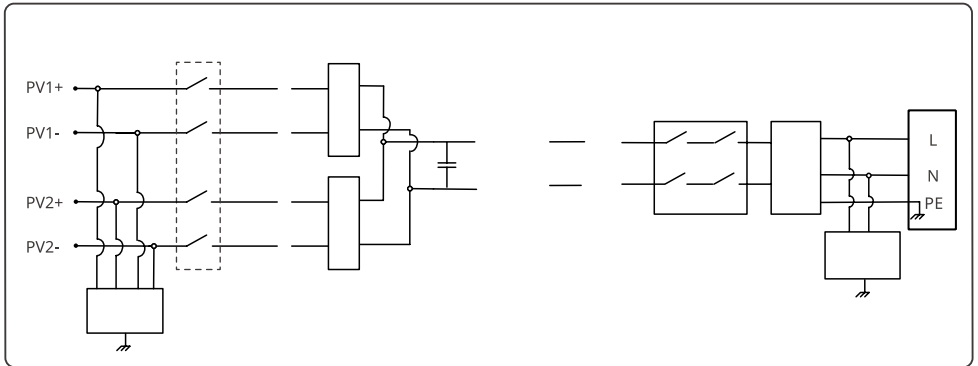 PV1+
PV1-
PV2+
PV2-
L
N
PE